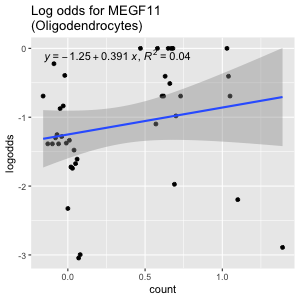 Log odds for MEGF11
(Oligodendrocytes)
y = −1.25 + 0.391 x, R² = 0.04
0
-1
-2
-3
logodds
0.0 0.5 1.0
count